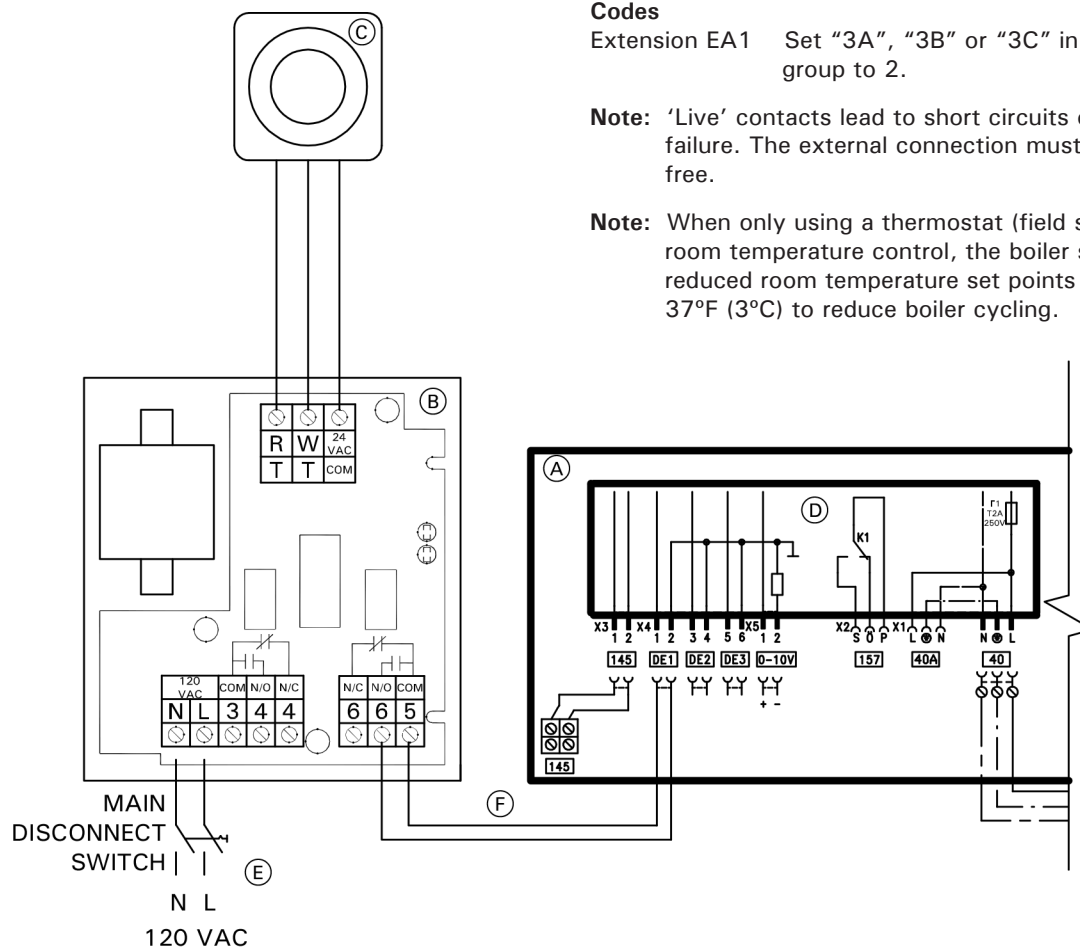 Codes
Extension EA1 Set “3A”, “3B” or “3C” in
group to 2.
Note: ‘Live’ contacts lead to short circuits
failure. The external connection must
free.
Note: When only using a thermostat (field
room temperature control, the boiler
reduced room temperature set points
37°F (3°C) to reduce boiler cycling.
C
B
R W 24 VAC
T T COM
120 VAC COM N/O N/C
N L 3 4 4
N/C N/O COM
6 6 5
MAIN
DISCONNECT
SWITCH
E
N L
120 VAC
F
A
D
T2A
250V
K1
X3 1 2 X4 1 2 3 4 5 6 X5 1 2 X2 S O P X1 L N N L
145 DE1 DE2 DE3 0-10V 157 40A 40
+ -
145